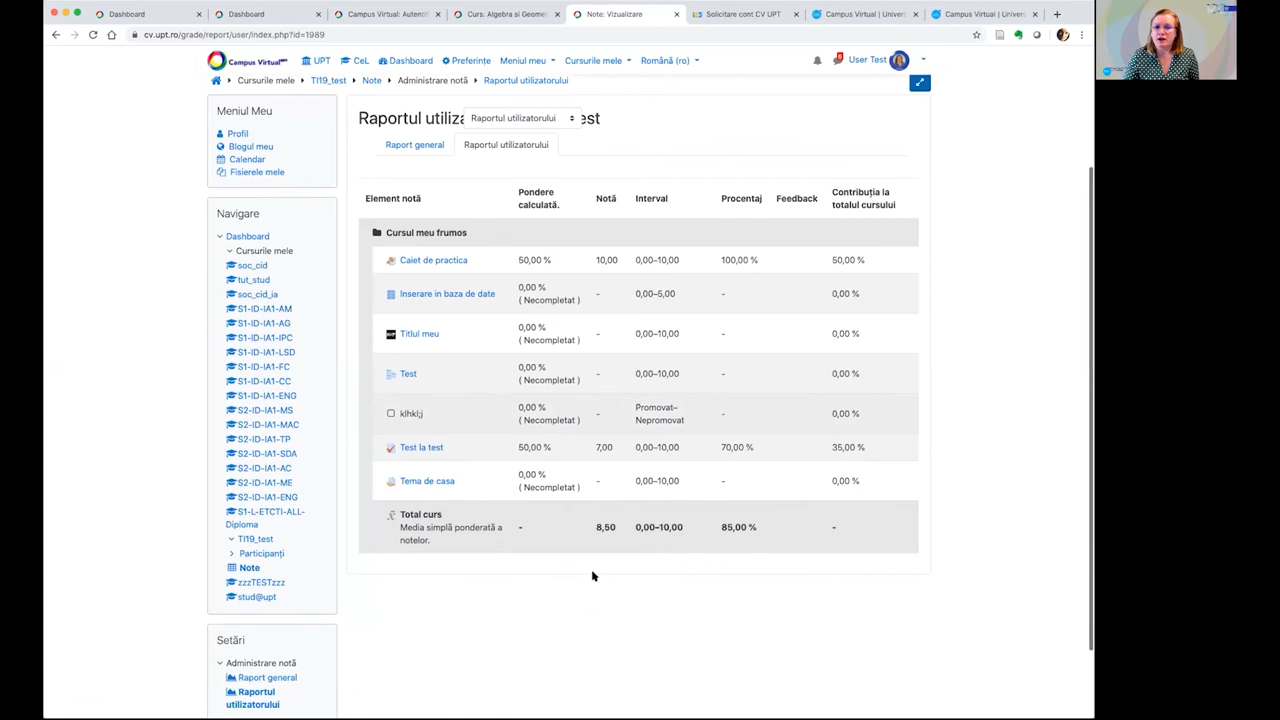 Dashboard
Dashboard
Campus Virtual: Autentifi
Curs: Algebra si Geomet
Note: Vizualizare
Solicitare cont CV UPT
Campus Virtual | Univers
Campus Virtual | Univers
cv.upt.ro/grade/report/user/index.php?id=1989
Campus Virtual UPT
UPT
CeL
Dashboard
Preferințe
Meniul meu
Cursurile mele
Română (ro)
User Test
Cursurile mele > TI19_test > Note > Administrare notă > Raportul utilizatorului
Meniul Meu
Profil
Blogul meu
Calendar
Fisierele mele
Navigare
Dashboard
Cursurile mele
soc_cid
tut_stud
soc_cid_ia
S1-ID-IA1-AM
S1-ID-IA1-AG
S1-ID-IA1-IPC
S1-ID-IA1-LSD
S1-ID-IA1-FC
S1-ID-IA1-CC
S1-ID-IA1-ENG
S2-ID-IA1-MS
S2-ID-IA1-MAC
S2-ID-IA1-TP
S2-ID-IA1-SDA
S2-ID-IA1-AC
S2-ID-IA1-ME
S2-ID-IA1-ENG
S1-L-ETCTI-ALL-
Diploma
TI19_test
Participanți
Note
zzzTESTzzz
stud@upt
Setări
Administrare notă
Raport general
Raportul
utilizatorului
Raportul utiliza
Raportul utilizatorului
est
Raport general
Raportul utilizatorului
Element notă
Pondere
calculată.
Notă
Interval
Procentaj
Feedback
Contribuția la
totalul cursului
Cursul meu frumos
Caiet de practica 50,00 % 10,00 0,00–10,00 100,00 % 50,00 %
Inserare in baza de date 0,00 %
( Necompletat ) - 0,00–5,00 - 0,00 %
Titlul meu 0,00 %
( Necompletat ) - 0,00–10,00 - 0,00 %
Test 0,00 %
( Necompletat ) - 0,00–10,00 - 0,00 %
klhkl;j 0,00 %
( Necompletat ) - Promovat–
Nepromovat - 0,00 %
Test la test 50,00 % 7,00 0,00–10,00 70,00 % 35,00 %
Tema de casa 0,00 %
( Necompletat ) - 0,00–10,00 - 0,00 %
Total curs
Media simplă ponderată a
notelor.
- 8,50 0,00–10,00 85,00 % -